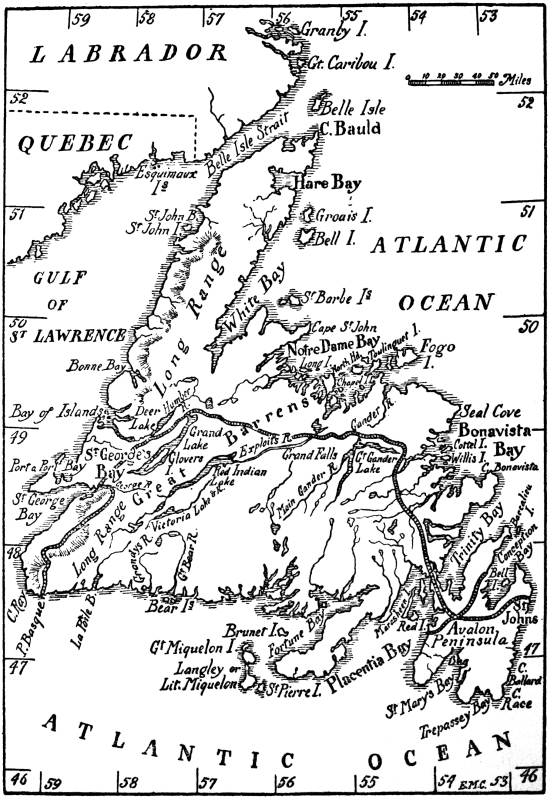 59 58 57 56 55 54 53
Granby I.
LABRADOR
Gt. Caribou I.
0 10 20 30 40 50 Miles
52
52
Belle Isle
C. Bauld
QUEBEC
Belle Isle Strait
Esquimaux
Is
Hare Bay
51
51
St John B
St John I.
Groais I.
Bell I.
ATLANTIC
OCEAN
GULF
OF
ST LAWRENCE
Long Range
White Bay
St Barbe Is
50
50
Cape St John
Notre Dame Bay
Toulinguet I.
Fogo
I.
Long I.
North Hd.
Chapel I.
Bonne Bay
Bay of Islands
Deer
Lake
Humber
Great Barrens
Gander R.
Seal Cove
49
49
Bonavista
Bay
Cottel I.
Willis I.
C. Bonavista
St George's
Bay
Grand
Lake
Glovers
I.
Exploits R.
Grand Falls
Gt Gander
Lake
Port a Port Bay
Red Indian
Lake
Main Gander R.
St George
Bay
George R.
Long Range
Victoria Lake & R.
Trinity Bay
Baccalieu I.
Conception
Bay
Bell I.
48
48
Grandys R.
Gt Bear R.
C. Ray
P. Basque
La Poile B.
Bear Is
St
Johns
Red I.
Avalon
Peninsula
Brunet I.
Fortune Bay
Gt Miquelon I.
Langley or
Lit. Miquelon
St Pierre I.
Placentia Bay
47
47
St Mary's Bay
Trepassey Bay
C.
Ballard
C.
Race
ATLANTIC OCEAN
46
46
59 58 57 56 55 54 53
E.M.C.